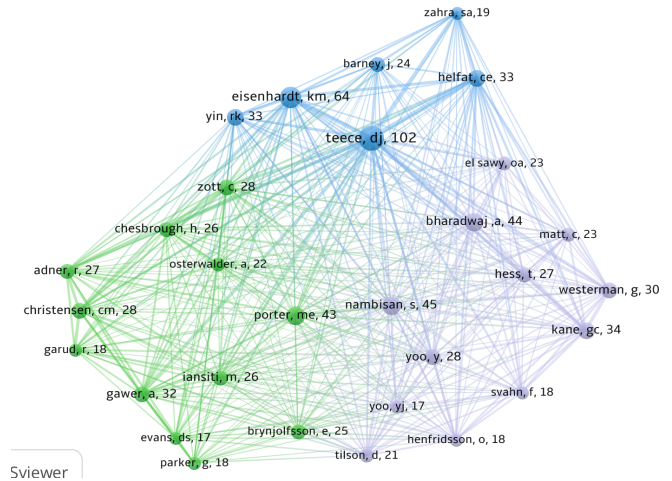 zahra, sa,19
barney, j, 24
helfat, ce, 33
eisenhardt, km, 64
yin, rk, 33
teece, dj, 102
el sawy, oa, 23
zott, c, 28
bharadwaj ,a, 44
chesbrough, h, 26
matt, c, 23
osterwalder, a, 22
adner, r, 27
hess, t, 27
westerman, g, 30
christensen, cm, 28
nambisan, s, 45
porter, me, 43
kane, gc, 34
garud, r, 18
yoo, y, 28
iansiti, m, 26
gawer, a, 32
svahn, f, 18
yoo, yj, 17
brynjolfsson, e, 25
evans, ds, 17
henfridsson, o, 18
tilson, d, 21
parker, g, 18
Sviewer